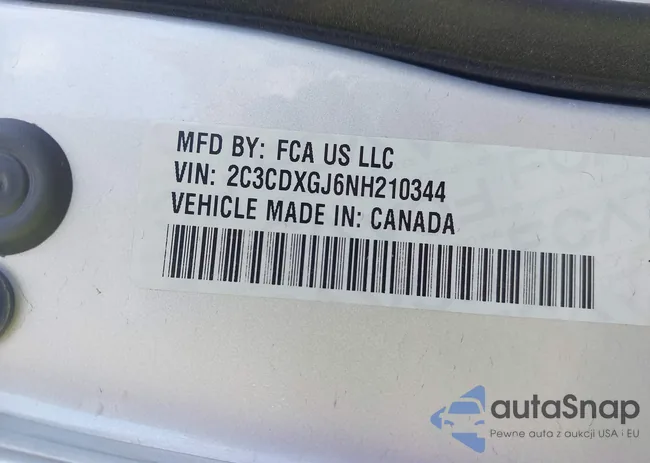 MFD BY: FCA US LLC
VIN: 2C3CDXGJ6NH210344
VEHICLE MADE IN: CANADA
autaSnap
Pewne auta z aukcji USA i EU